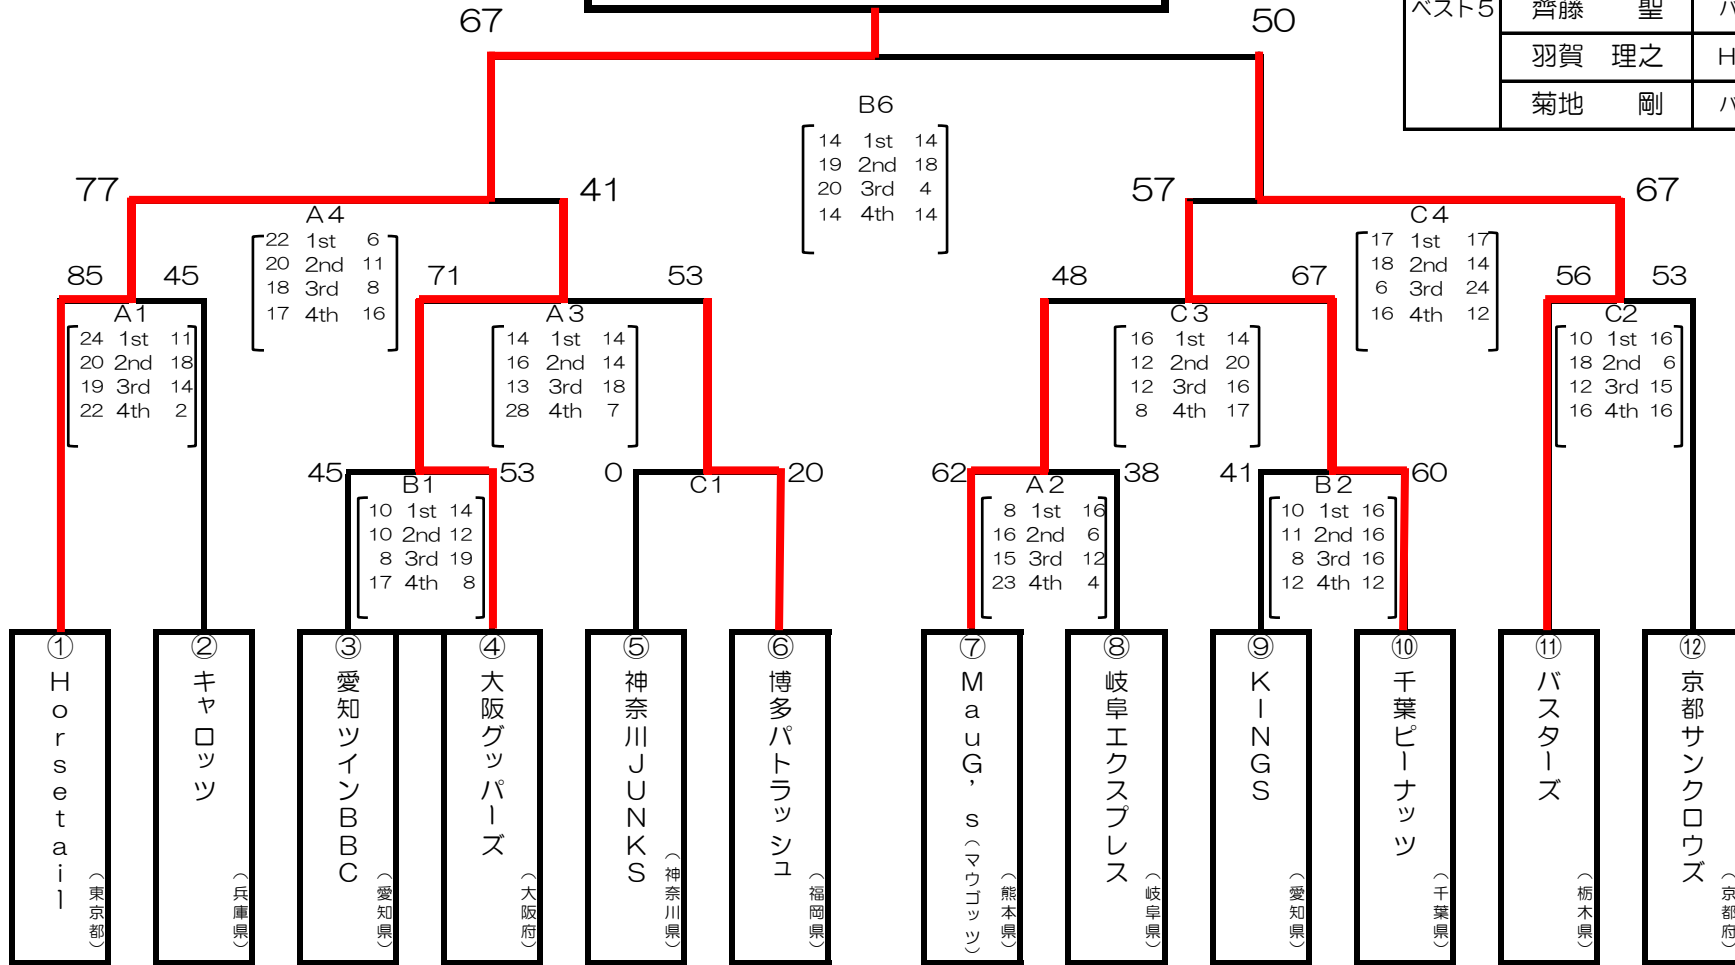 67
50
ベスト5
齊藤 聖
羽賀 理之
H
菊地 剛
B6
14 1st 14
19 2nd 18
20 3rd 4
14 4th 14
77
41
57
67
A4
22 1st 6
20 2nd 11
18 3rd 8
17 4th 16
C4
17 1st 17
18 2nd 14
6 3rd 24
16 4th 12
85
45
71
53
48
67
56
53
A1
24 1st 11
20 2nd 18
19 3rd 14
22 4th 2
A3
14 1st 14
16 2nd 14
13 3rd 18
28 4th 7
C3
16 1st 14
12 2nd 20
12 3rd 16
8 4th 17
C2
10 1st 16
18 2nd 6
12 3rd 15
16 4th 16
45
53
0
20
62
38
41
60
B1
10 1st 14
10 2nd 12
8 3rd 19
17 4th 8
C1
A2
8 1st 16
16 2nd 6
15 3rd 12
23 4th 4
B2
10 1st 16
11 2nd 16
8 3rd 16
12 4th 12
①Horsetail
(東京都)
②キャロッツ
(兵庫県)
③愛知ツインBBC
(愛知県)
④大阪グッパーズ
(大阪府)
⑤神奈川JUNKS
(神奈川県)
⑥博多パトラッシュ
(福岡県)
⑦MauG’s(マウゴッツ)
(熊本県)
⑧岐阜エクスプレス
(岐阜県)
⑨KINGS
(愛知県)
⑩千葉ピーナッツ
(千葉県)
⑪バスターズ
(栃木県)
⑫京都サンクロウズ
(京都府)